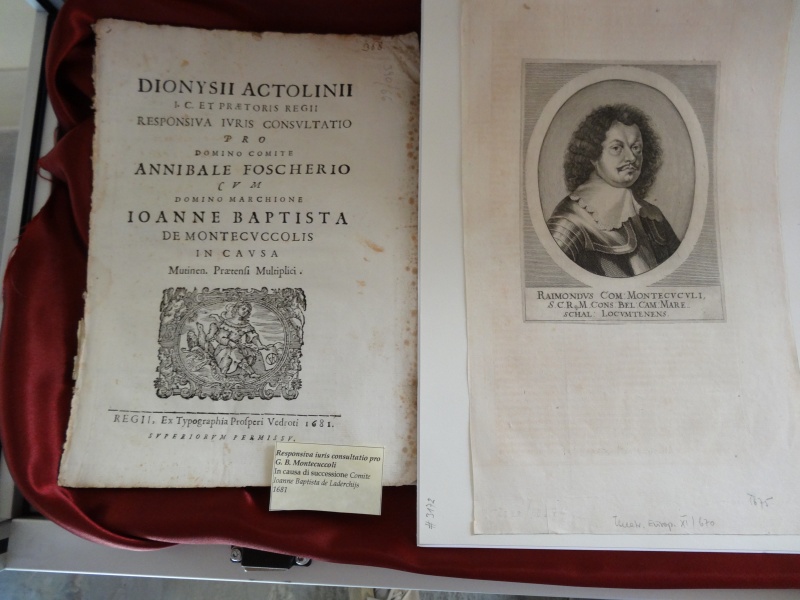 DIONYSII ACTOLINII
I. C. ET PRÆTORIS REGII
RESPONSIVA IVRIS CONSVLTATIO
PRO
DOMINO COMITE
ANNIBALE FOSCHERIO
CVM
DOMINO MARCHIONE
IOANNE BAPTISTA
DE MONTECVCCOLIS
IN CAVSA
Mutinen. Prætensi Multiplici.
REGII. Ex Typographia Prosperi Vedroti 1681.
SVPERIORVM PERMISSV.
Responsiva iuris consultatio pro
G. B. Montecuccoli
In causa di successione Comite
Joanne Baptista de Laderchijs
1681
RAIMONDVS COM: MONTECVCVLI,
S. C. R. M. CONS. BEL. CAM. MARE=
SCHAL: LOCVMTENENS.
# 3172